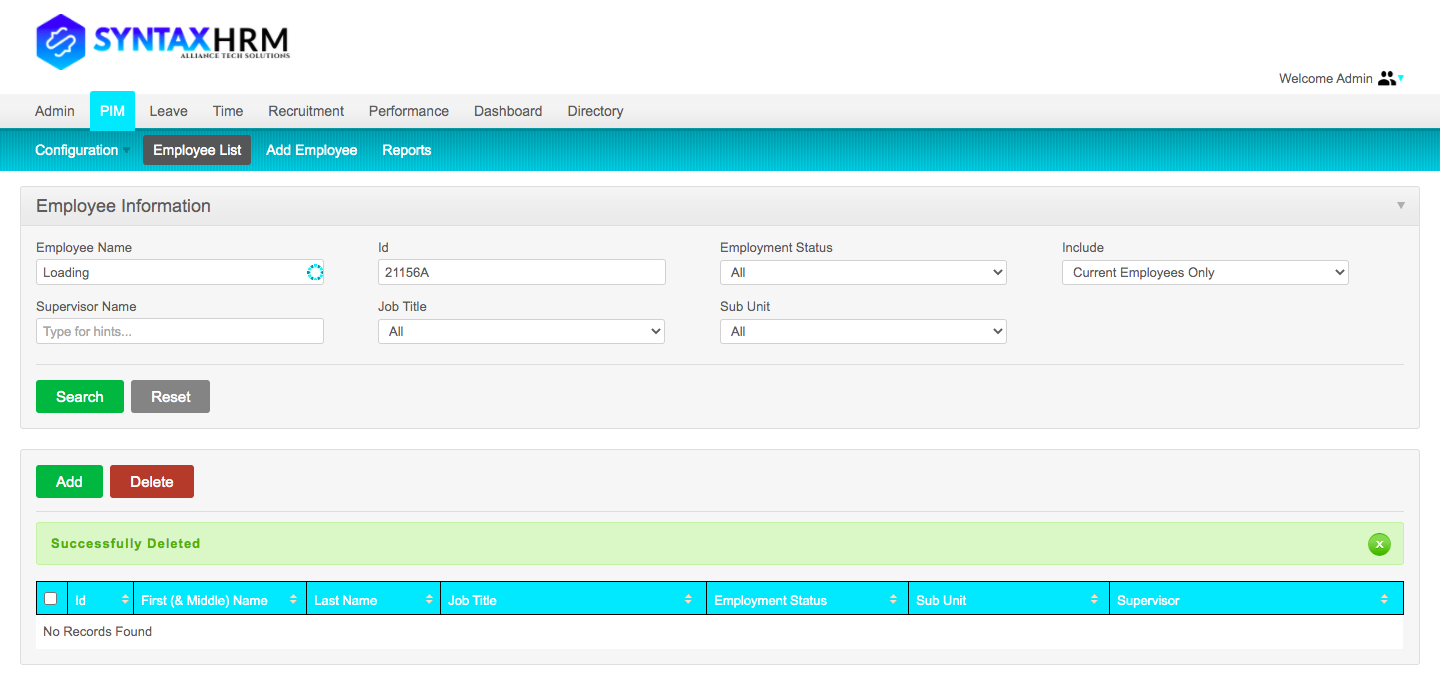 SYNTAXHRM
ALLIANCE TECH SOLUTIONS
Welcome Admin
Admin PIM Leave Time Recruitment Performance Dashboard Directory
Configuration Employee List Add Employee Reports
Employee Information
Employee Name Id Employment Status Include
Loading 21156A All Current Employees Only
Supervisor Name Job Title Sub Unit
Type for hints... All All
Search Reset
Add Delete
Successfully Deleted x
Id First (& Middle) Name Last Name Job Title Employment Status Sub Unit Supervisor
No Records Found